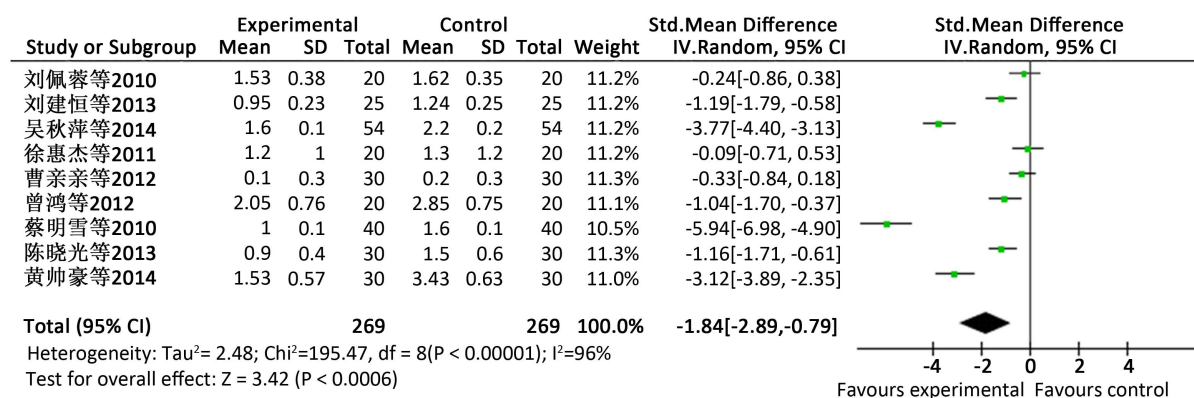 Experimental Control Std.Mean Difference Std.Mean Difference
Study or Subgroup Mean SD Total Mean SD Total Weight IV.Random, 95% CI IV.Random, 95% CI
刘佩蓉等2010 1.53 0.38 20 1.62 0.35 20 11.2% -0.24[-0.86, 0.38]
刘建恒等2013 0.95 0.23 25 1.24 0.25 25 11.2% -1.19[-1.79, -0.58]
吴秋萍等2014 1.6 0.1 54 2.2 0.2 54 11.2% -3.77[-4.40, -3.13]
徐惠杰等2011 1.2 1 20 1.3 1.2 20 11.2% -0.09[-0.71, 0.53]
曹亲亲等2012 0.1 0.3 30 0.2 0.3 30 11.3% -0.33[-0.84, 0.18]
曾鸿等2012 2.05 0.76 20 2.85 0.75 20 11.1% -1.04[-1.70, -0.37]
蔡明雪等2010 1 0.1 40 1.6 0.1 40 10.5% -5.94[-6.98, -4.90]
陈晓光等2013 0.9 0.4 30 1.5 0.6 30 11.3% -1.16[-1.71, -0.61]
黄帅豪等2014 1.53 0.57 30 3.43 0.63 30 11.0% -3.12[-3.89, -2.35]
Total (95% CI) 269 269 100.0% -1.84[-2.89,-0.79]
Heterogeneity: Tau²= 2.48; Chi²=195.47, df = 8(P < 0.00001); I²=96%
Test for overall effect: Z = 3.42 (P < 0.0006)
-4 -2 0 2 4
Favours experimental Favours control